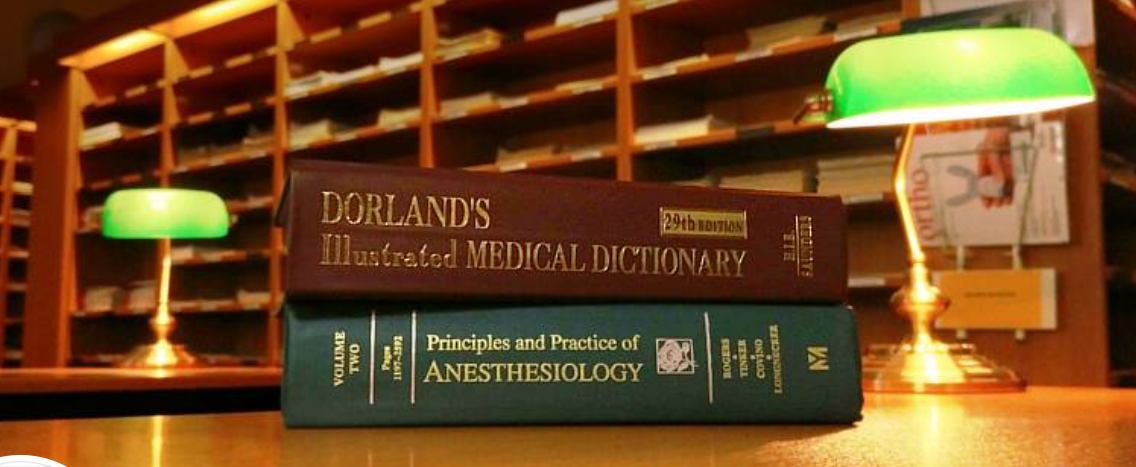 DORLAND'S
Illustrated MEDICAL DICTIONARY
29th EDITION
W.B.
SAUNDERS
VOLUME
TWO
Pages
1197-2592
Principles and Practice of
ANESTHESIOLOGY
ROGERS
TINKER
COVINO
LONGNECKER
M
ortho